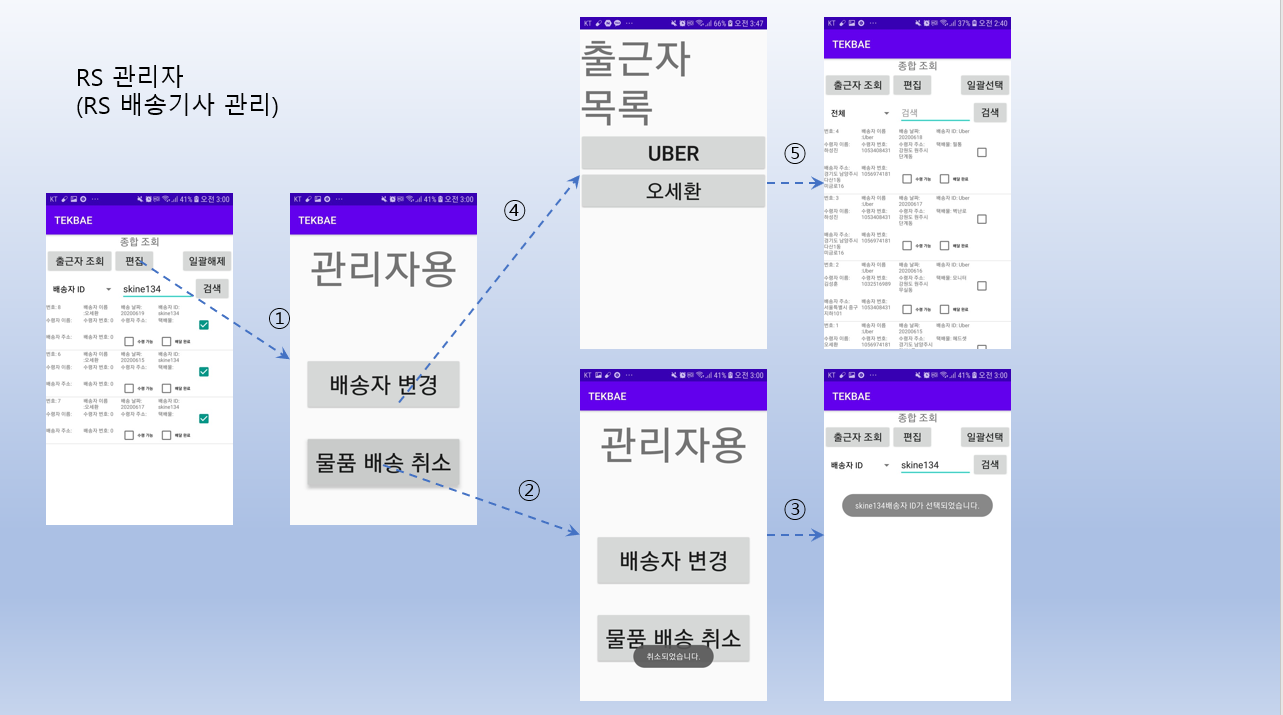 RS 관리자
(RS 배송기사 관리)
KT ... 41% 오전 3:00
TEKBAE
종합 조회
출근자 조회 편집 일괄해제
배송자 ID skine134
번호: 8 배송자 이름 :오세환 배송 날짜: 20200619 배송자 ID: skine134
수령자 이름: 수령자 번호: 0 수령자 주소: 택배물:
배송자 주소: 배송자 번호: 0 수령 가능 배달 완료
번호: 6 배송자 이름 :오세환 배송 날짜: 20200615 배송자 ID: skine134
수령자 이름: 수령자 번호: 0 수령자 주소: 택배물:
배송자 주소: 배송자 번호: 0 수령 가능 배달 완료
번호: 7 배송자 이름 :오세환 배송 날짜: 20200617 배송자 ID: skine134
수령자 이름: 수령자 번호: 0 수령자 주소: 택배물:
배송자 주소: 배송자 번호: 0 수령 가능 배달 완료
①
KT ... 41% 오전 3:00
TEKBAE
관리자용
배송자 변경
물품 배송 취소
④
②
KT ... 66% 오전 3:47
출근자
목록
UBER
오세환
⑤
KT ... 37% 오전 2:40
TEKBAE
종합 조회
출근자 조회 편집 일괄선택
전체 검색 검색
번호: 4 배송자 이름 :Uber 배송 날짜: 20200618 배송자 ID: Uber
수령자 이름: 하성진 수령자 번호: 1053408431 수령자 주소: 강원도 원주시 단계동 택배물: 필통
배송자 주소: 경기도 남양주시 다산1동 미금로16 배송자 번호: 1056974181 수령 가능 배달 완료
번호: 3 배송자 이름 :Uber 배송 날짜: 20200617 배송자 ID: Uber
수령자 이름: 하성진 수령자 번호: 1053408431 수령자 주소: 강원도 원주시 단계동 택배물: 벽난로
배송자 주소: 경기도 남양주시 다산1동 미금로16 배송자 번호: 1056974181 수령 가능 배달 완료
번호: 2 배송자 이름 :Uber 배송 날짜: 20200616 배송자 ID: Uber
수령자 이름: 김성훈 수령자 번호: 1032516989 수령자 주소: 강원도 원주시 무실동 택배물: 모니터
배송자 주소: 서울특별시 중구 지하101 배송자 번호: 1053408431 수령 가능 배달 완료
번호: 1 배송자 이름 :Uber 배송 날짜: 20200615 배송자 ID: Uber
수령자 이름: 오세환 수령자 번호: 1056974181 수령자 주소: 경기도 남양주시 택배물: 헤드셋
KT ... 41% 오전 3:00
TEKBAE
관리자용
배송자 변경
물품 배송 취소
취소되었습니다.
③
KT ... 41% 오전 3:00
TEKBAE
종합 조회
출근자 조회 편집 일괄선택
배송자 ID skine134 검색
skine134배송자 ID가 선택되었습니다.